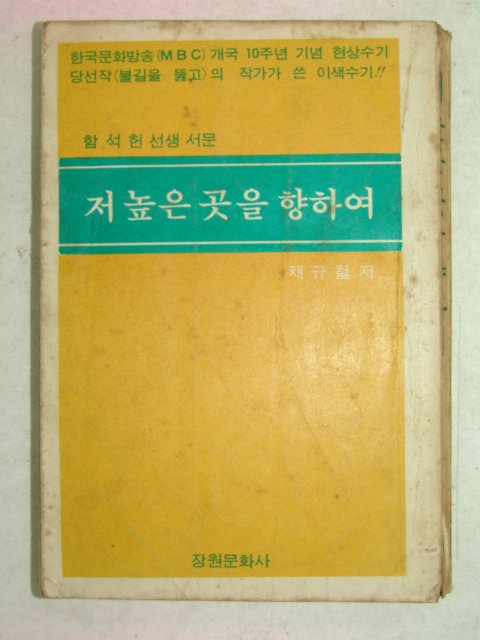 한국문화방송(MBC) 개국 10주년 기념 현상수기
당선작〈불길을 뚫고〉의 작가가 쓴 이색수기!!
함석헌 선생 서문
저 높은 곳을 향하여
채규철 저
장원문화사